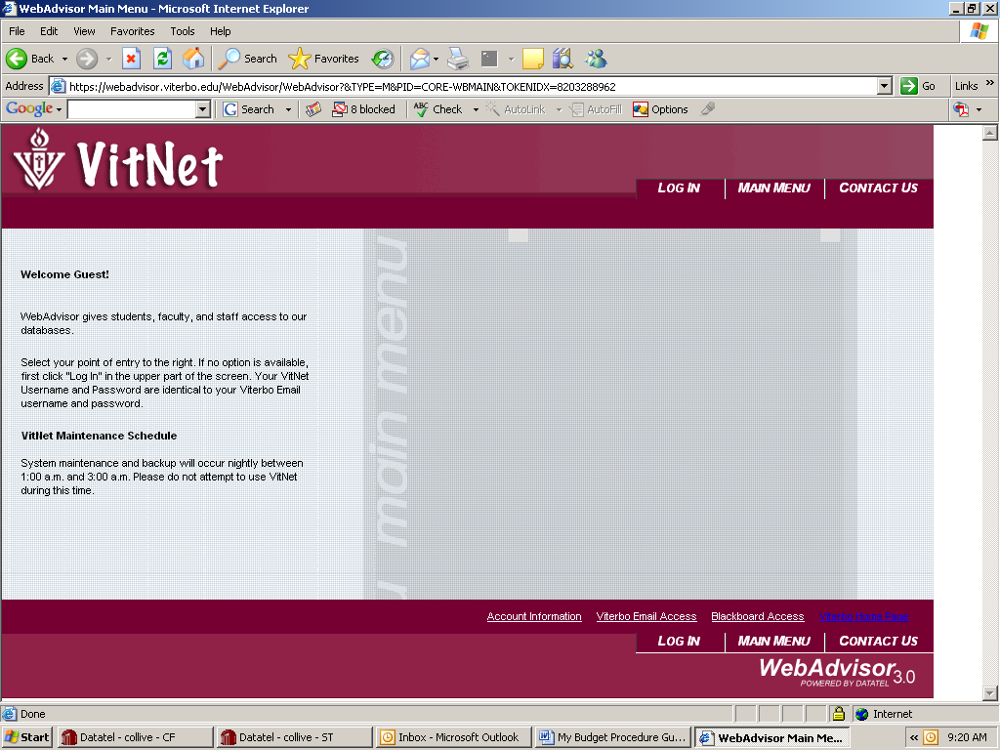 WebAdvisor Main Menu - Microsoft Internet Explorer
File Edit View Favorites Tools Help
Back Search Favorites
Address https://webadvisor.viterbo.edu/WebAdvisor/WebAdvisor?&TYPE=M&PID=CORE-WBMAIN&TOKENIDX=8203288962 Go Links »
Google Search 8 blocked ABC Check AutoLink AutoFill Options
VitNet
LOG IN MAIN MENU CONTACT US
main menu
Welcome Guest!
WebAdvisor gives students, faculty, and staff access to our
databases.
Select your point of entry to the right. If no option is available,
first click "Log In" in the upper part of the screen. Your VitNet
Username and Password are identical to your Viterbo Email
username and password.
VitNet Maintenance Schedule
System maintenance and backup will occur nightly between
1:00 a.m. and 3:00 a.m. Please do not attempt to use VitNet
during this time.
u
Account Information Viterbo Email Access Blackboard Access Viterbo Home Page
LOG IN MAIN MENU CONTACT US
WebAdvisor 3.0
POWERED BY DATATEL
Done Internet
Start Datatel - collive - CF Datatel - collive - ST Inbox - Microsoft Outlook My Budget Procedure Gu... WebAdvisor Main Me... « 9:20 AM